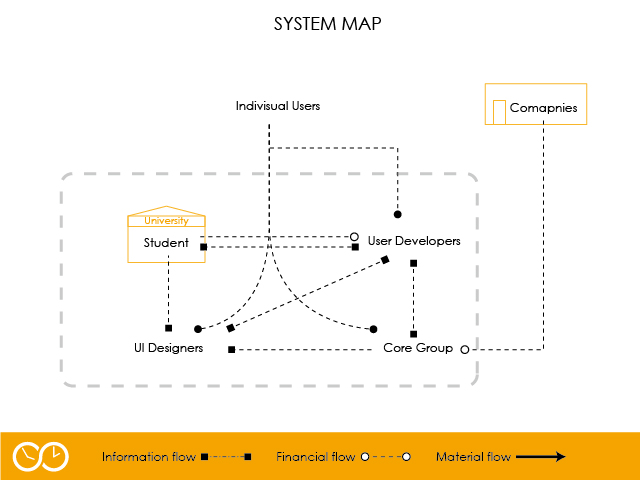 SYSTEM MAP
Indivisual Users
Comapnies
University
Student
User Developers
UI Designers
Core Group
Information flow
Financial flow
Material flow